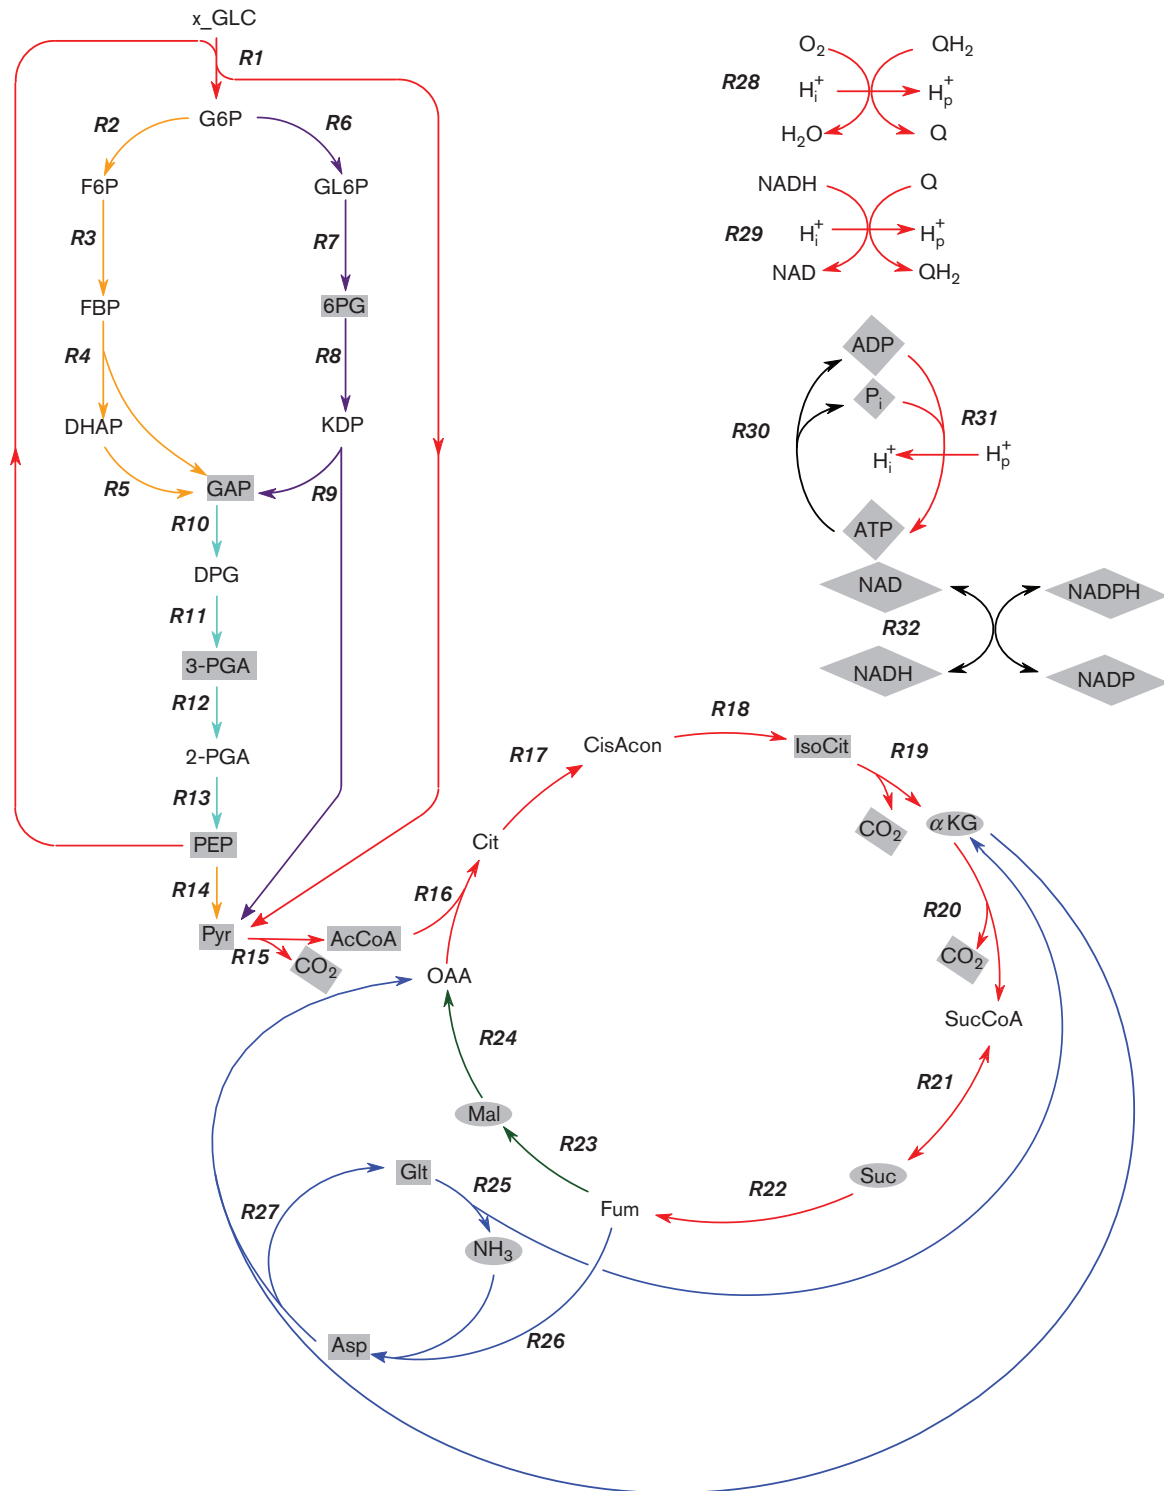 x_GLC
R1
G6P
R2
R6
F6P
GL6P
R3
R7
FBP
6PG
R4
R8
DHAP
KDP
R5
GAP
R9
R10
DPG
R11
3-PGA
R12
2-PGA
R13
PEP
R14
Pyr
R15
CO₂
AcCoA
R16
Cit
R17
CisAcon
R18
IsoCit
R19
CO₂
αKG
R20
CO₂
SucCoA
R21
Suc
R22
Fum
R23
Mal
R24
OAA
Glt
R25
NH₃
R26
Asp
R27
O₂
QH₂
R28
H⁺ᵢ
H⁺ₚ
H₂O
Q
NADH
Q
R29
H⁺ᵢ
H⁺ₚ
NAD
QH₂
ADP
Pᵢ
R30
R31
H⁺ᵢ
H⁺ₚ
ATP
NAD
NADPH
R32
NADH
NADP